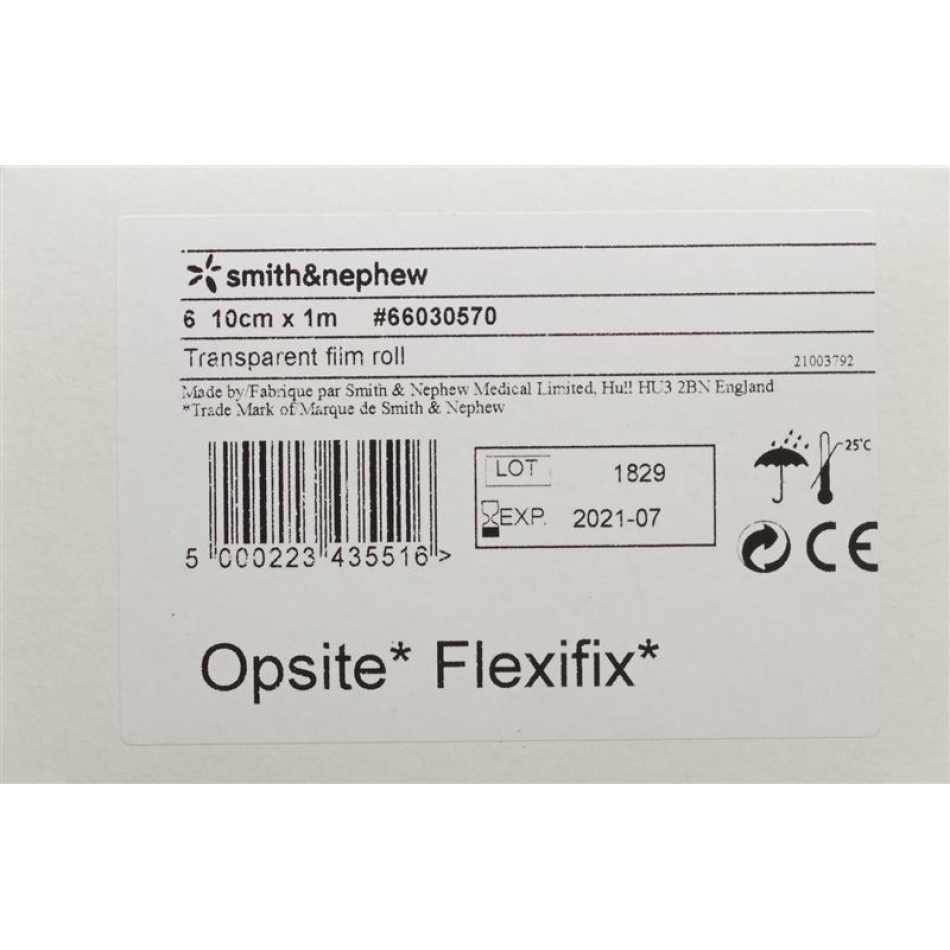 smith&nephew
6 10cm x 1m #66030570
Transparent film roll 21003792
Made by/Fabrique par Smith & Nephew Medical Limited, Hull HU3 2BN England
*Trade Mark of/Marque de Smith & Nephew
LOT 1829
EXP. 2021-07
25°C
CE
5 000223 435516 >
Opsite* Flexifix*